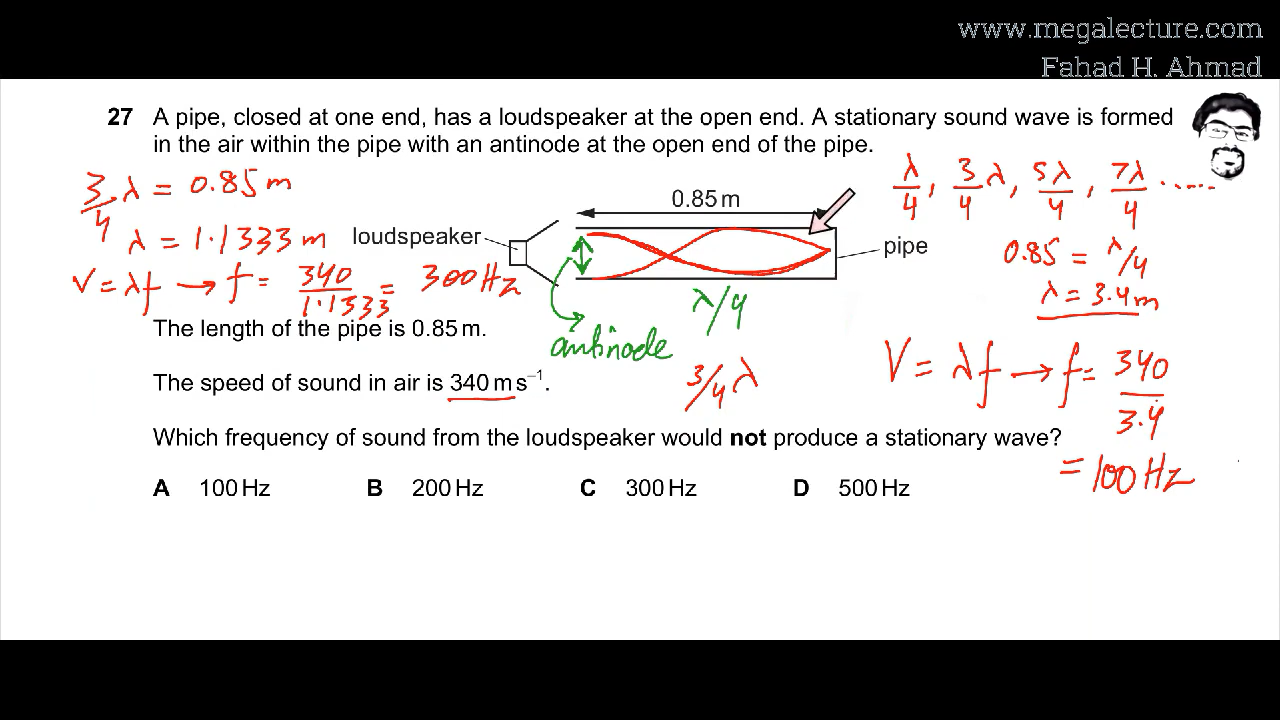 www.megalecture.com
Fahad H. Ahmad
27 A pipe, closed at one end, has a loudspeaker at the open end. A stationary sound wave is formed
in the air within the pipe with an antinode at the open end of the pipe.
3/4 λ = 0.85 m
λ/4, 3/4 λ, 5λ/4, 7λ/4 ......
0.85 m
λ = 1.1333 m
loudspeaker
pipe
0.85 = λ/4
V = λf → f = 340/1.1333 = 300 Hz
λ/4
λ = 3.4 m
The length of the pipe is 0.85 m.
antinode
3/4 λ
V = λf → f = 340/3.4
The speed of sound in air is 340 m s⁻¹.
Which frequency of sound from the loudspeaker would not produce a stationary wave?
= 100 Hz
A 100 Hz B 200 Hz C 300 Hz D 500 Hz